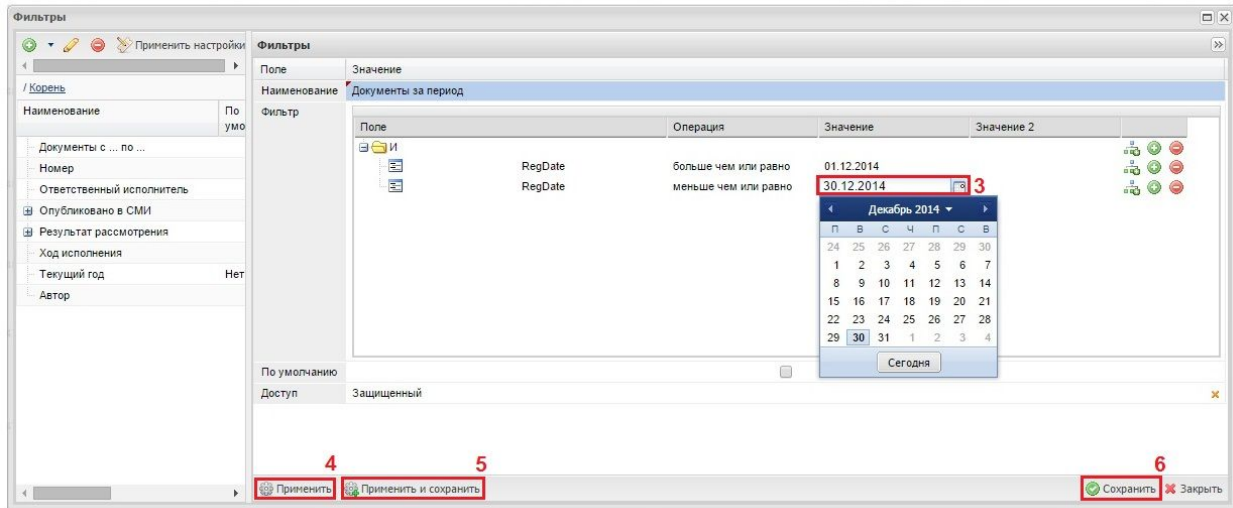 Фильтры
Применить настройки
/ Корень
Наименование По умо
Документы с ... по ...
Номер
Ответственный исполнитель
Опубликовано в СМИ
Результат рассмотрения
Ход исполнения
Текущий год Нет
Автор
Фильтры
Поле Значение
Наименование Документы за период
Фильтр
Поле Операция Значение Значение 2
И
RegDate больше чем или равно 01.12.2014
RegDate меньше чем или равно 30.12.2014 3
Декабрь 2014
П В С Ч П С В
24 25 26 27 28 29 30
1 2 3 4 5 6 7
8 9 10 11 12 13 14
15 16 17 18 19 20 21
22 23 24 25 26 27 28
29 30 31 1 2 3 4
Сегодня
По умолчанию
Доступ Защищенный
4 5 6
Применить Применить и сохранить Сохранить Закрыть